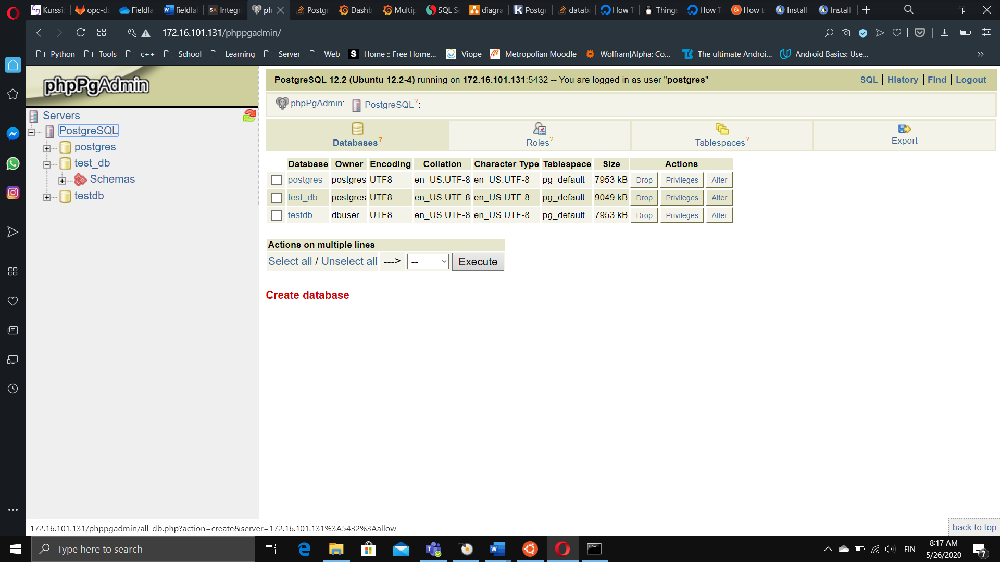 Kurssi
opc-d
Fieldla
fieldla
Integr
ph
Postgr
Dashb
Multip
SQL S
diagra
Postgr
datab
How T
Things
How T
How t
Install
Install
172.16.101.131/phppgadmin/
Python
Tools
c++
School
Learning
Server
Web
Home :: Free Home...
Viope
Metropolian Moodle
Wolfram|Alpha: Co...
The ultimate Androi...
Android Basics: Use...
phpPgAdmin
Servers
PostgreSQL
postgres
test_db
Schemas
testdb
PostgreSQL 12.2 (Ubuntu 12.2-4) running on 172.16.101.131:5432 -- You are logged in as user "postgres"
SQL | History | Find | Logout
phpPgAdmin: PostgreSQL?:
Databases?
Roles?
Tablespaces?
Export
Database Owner Encoding Collation Character Type Tablespace Size Actions
postgres postgres UTF8 en_US.UTF-8 en_US.UTF-8 pg_default 7953 kB Drop Privileges Alter
test_db postgres UTF8 en_US.UTF-8 en_US.UTF-8 pg_default 9049 kB Drop Privileges Alter
testdb dbuser UTF8 en_US.UTF-8 en_US.UTF-8 pg_default 7953 kB Drop Privileges Alter
Actions on multiple lines
Select all / Unselect all ---> -- Execute
Create database
back to top
172.16.101.131/phppgadmin/all_db.php?action=create&server=172.16.101.131%3A5432%3Aallow
Type here to search
FIN
8:17 AM
5/26/2020
7